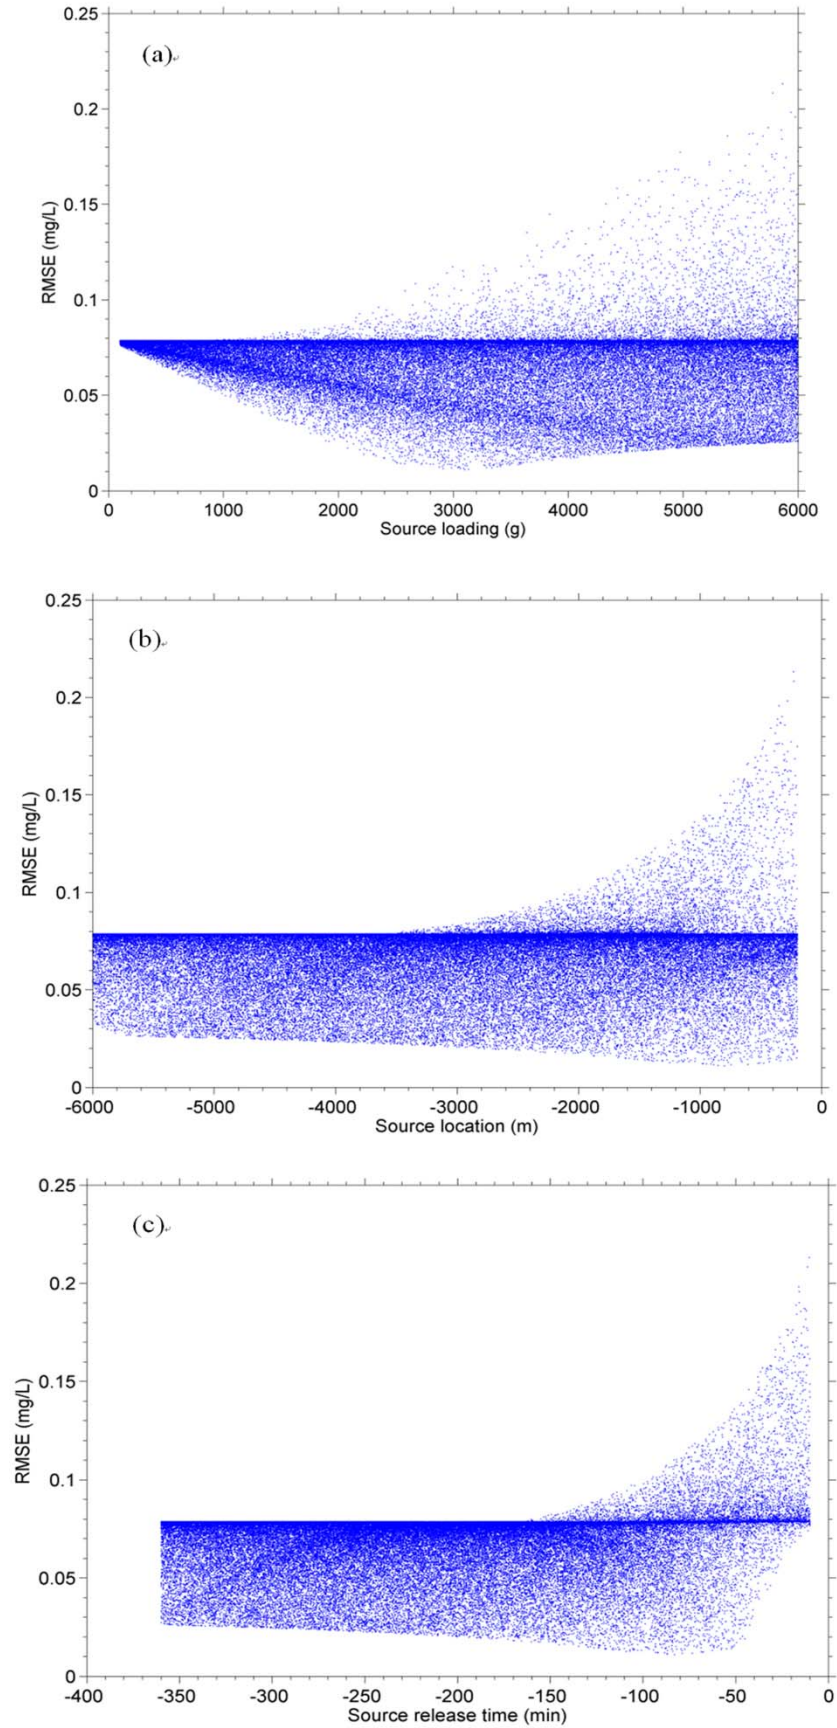 0.25
(a)
0.2
0.15
RMSE (mg/L)
0.1
0.05
0
0 1000 2000 3000 4000 5000 6000
Source loading (g)
0.25
(b)
0.2
0.15
RMSE (mg/L)
0.1
0.05
0
-6000 -5000 -4000 -3000 -2000 -1000 0
Source location (m)
0.25
(c)
0.2
0.15
RMSE (mg/L)
0.1
0.05
0
-400 -350 -300 -250 -200 -150 -100 -50 0
Source release time (min)